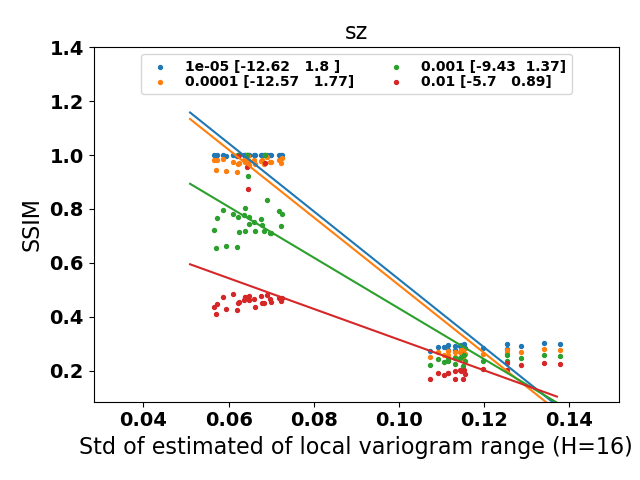 sz
1e-05 [-12.62 1.8 ]
0.0001 [-12.57 1.77]
0.001 [-9.43 1.37]
0.01 [-5.7 0.89]
1.4
1.2
1.0
0.8
0.6
0.4
0.2
SSIM
0.04 0.06 0.08 0.10 0.12 0.14
Std of estimated of local variogram range (H=16)